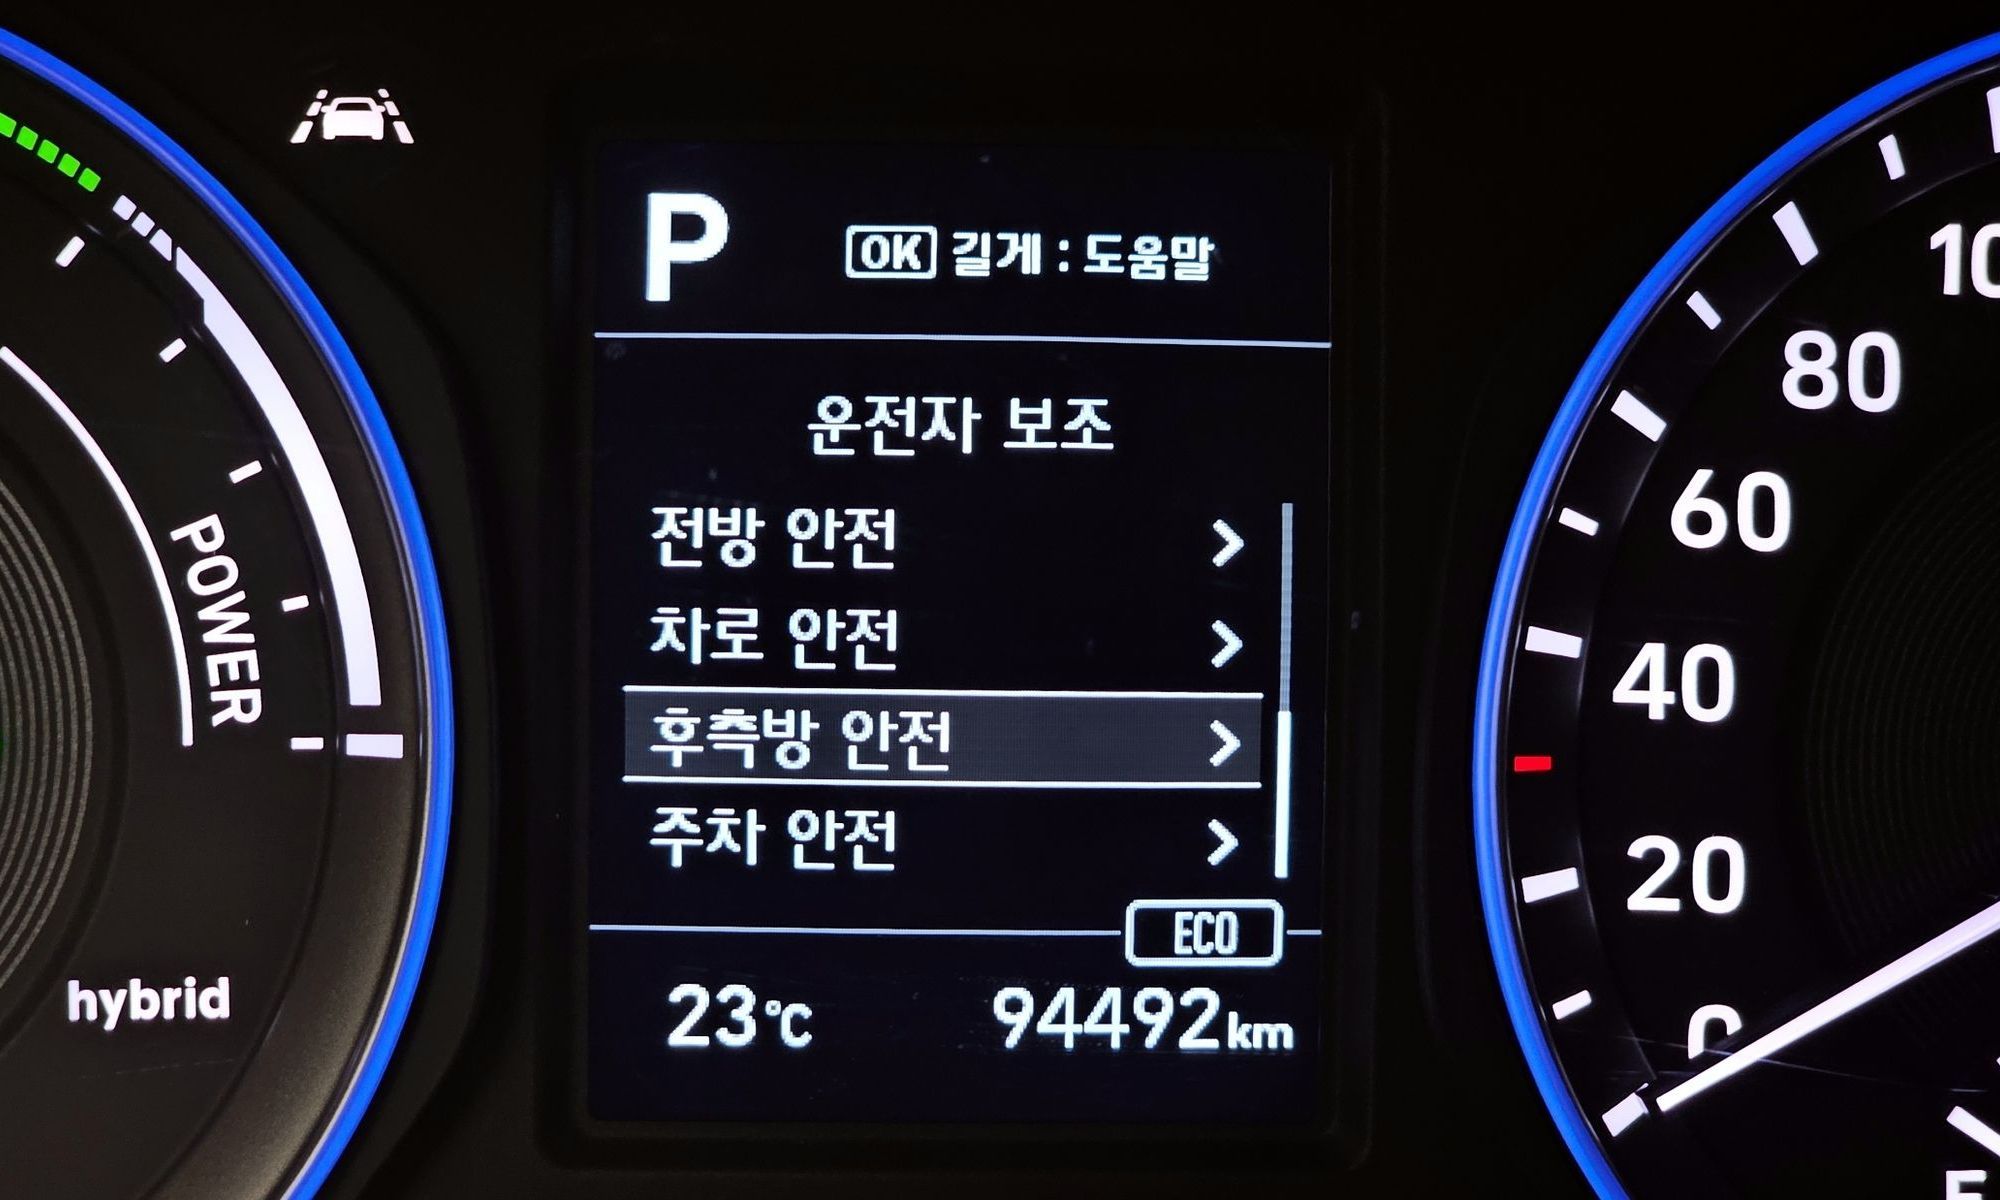 P
OK 길게 : 도움말
운전자 보조
전방 안전
차로 안전
후측방 안전
주차 안전
ECO
23°C 94492km
POWER
hybrid
80
60
40
20
0